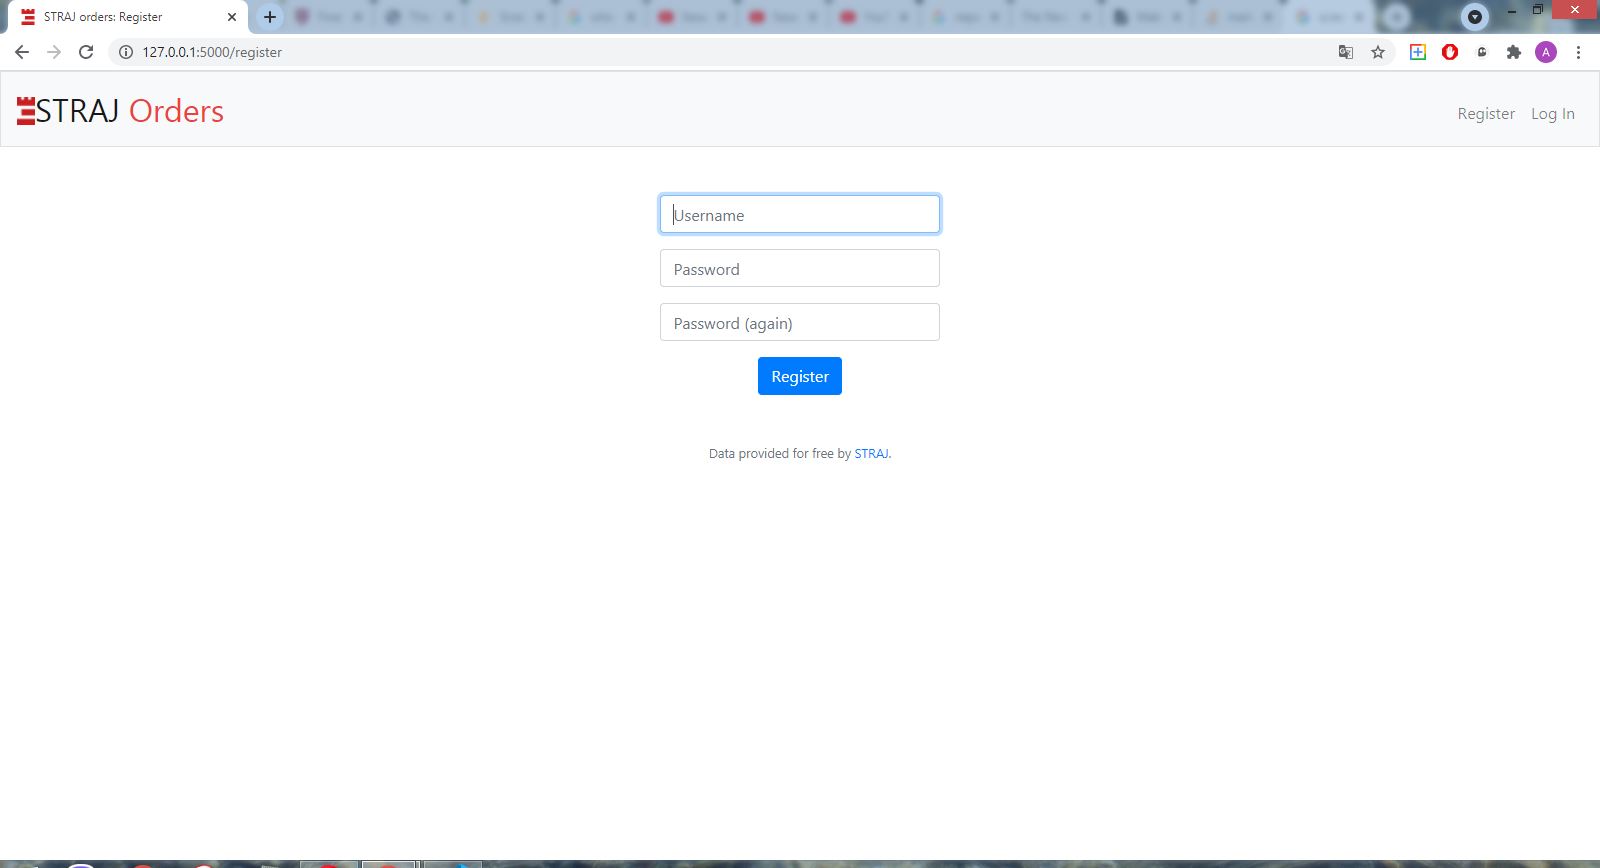 STRAJ orders: Register
127.0.0.1:5000/register
A
STRAJ Orders
Register
Log In
Username
Password
Password (again)
Register
Data provided for free by STRAJ.